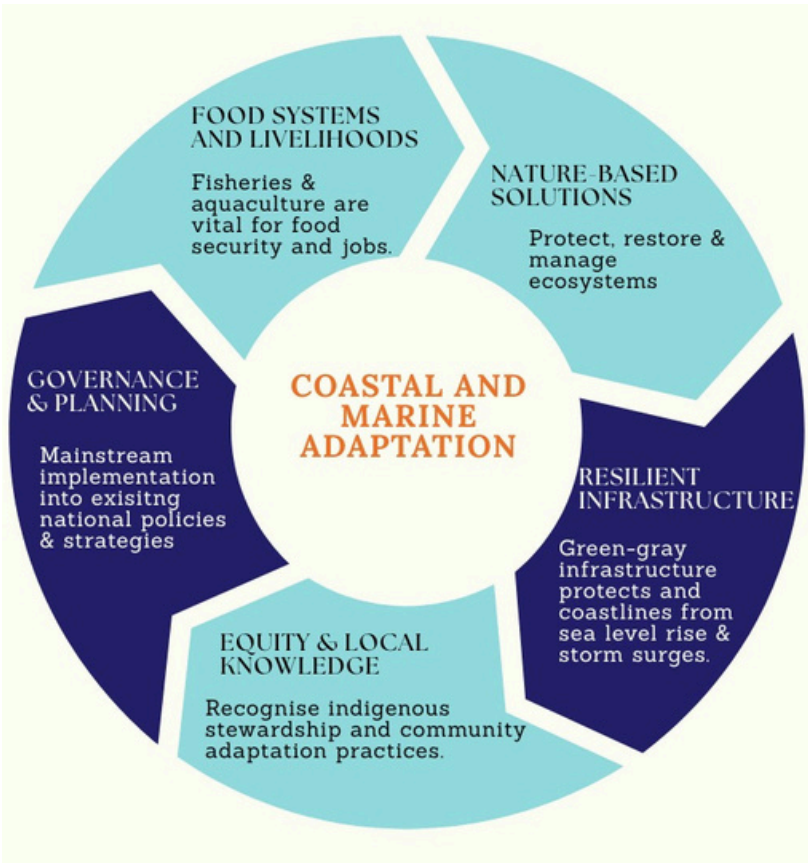 FOOD SYSTEMS
AND LIVELIHOODS
Fisheries &
aquaculture are
vital for food
security and jobs.
NATURE-BASED
SOLUTIONS
Protect, restore &
manage
ecosystems
RESILIENT
INFRASTRUCTURE
Green-gray
infrastructure
protects and
coastlines from
sea level rise &
storm surges.
EQUITY & LOCAL
KNOWLEDGE
Recognise indigenous
stewardship and community
adaptation practices.
GOVERNANCE
& PLANNING
Mainstream
implementation
into exisitng
national policies
& strategies
COASTAL AND
MARINE
ADAPTATION